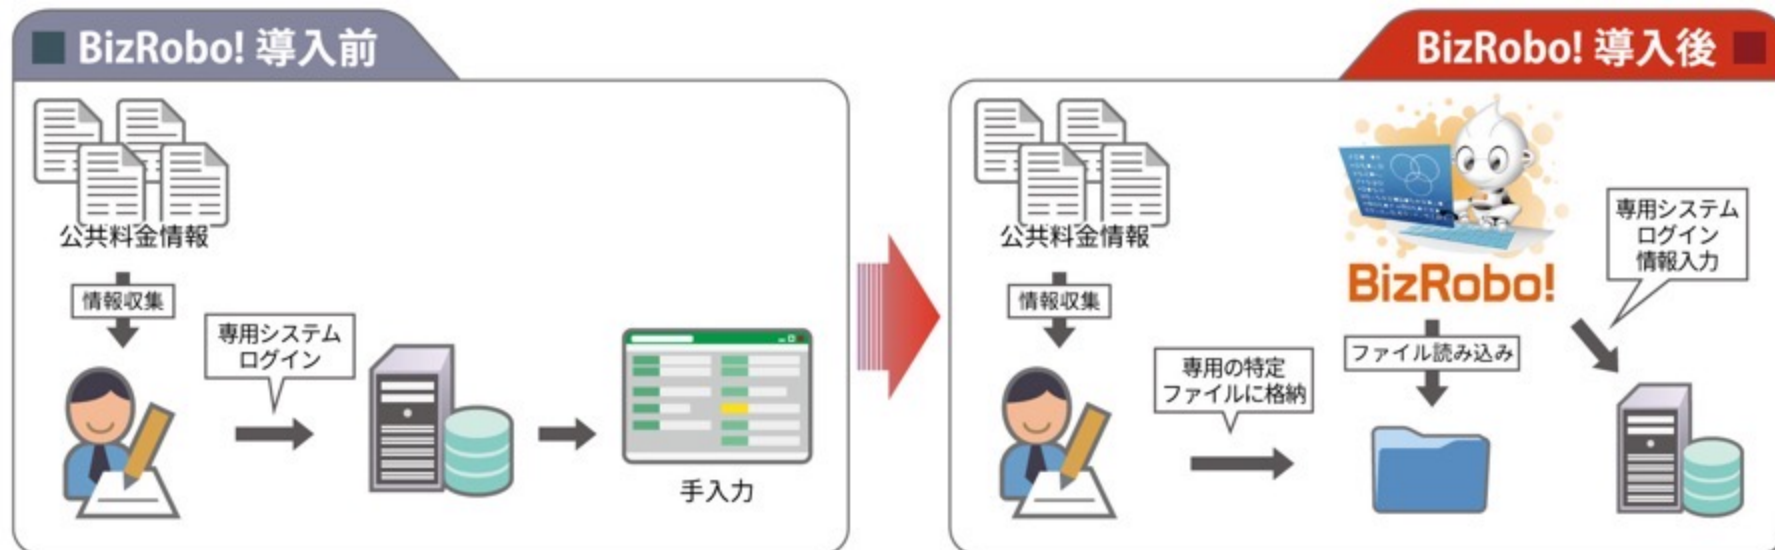 BizRobo! 導入前
公共料金情報
情報収集
専用システム
ログイン
手入力
BizRobo! 導入後
公共料金情報
情報収集
専用の特定
ファイルに格納
BizRobo!
ファイル読み込み
専用システム
ログイン
情報入力